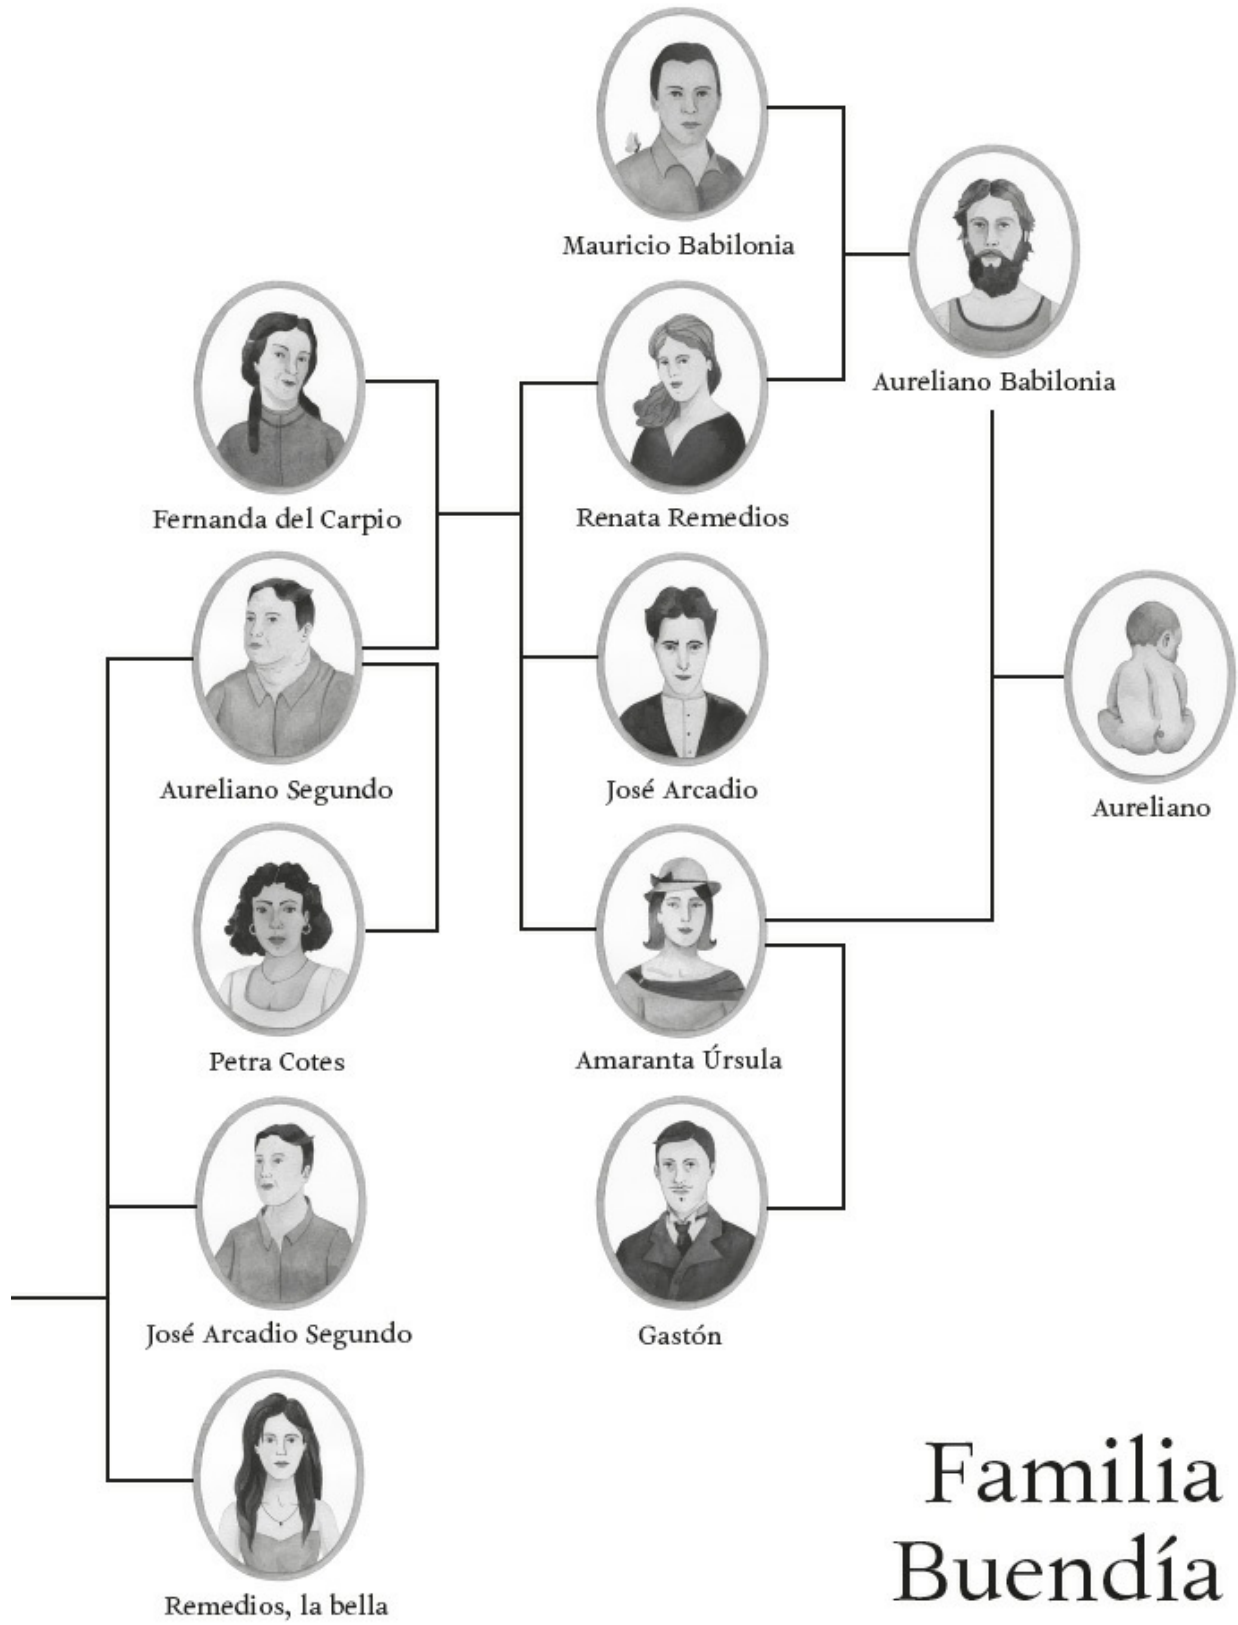 Mauricio Babilonia
Aureliano Babilonia
Fernanda del Carpio
Renata Remedios
Aureliano Segundo
José Arcadio
Aureliano
Petra Cotes
Amaranta Úrsula
José Arcadio Segundo
Gastón
Remedios, la bella
Familia
Buendía